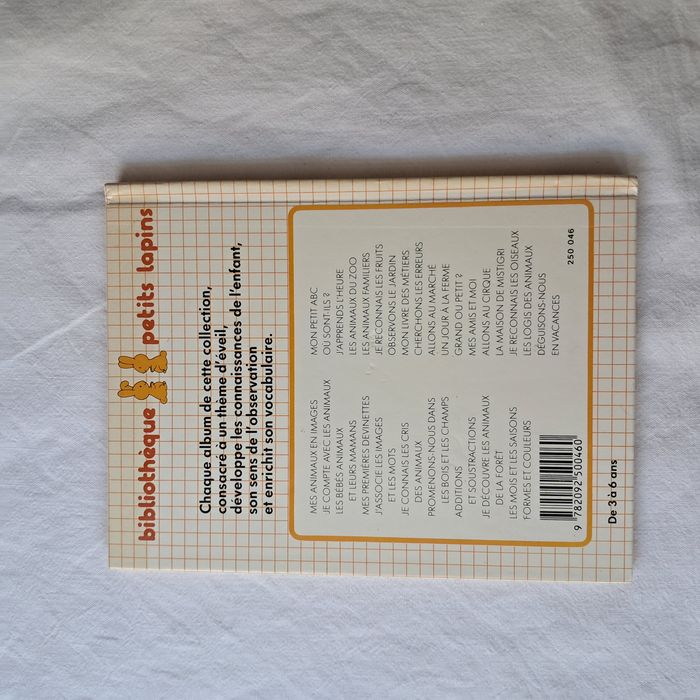 bibliothèque petits lapins
Chaque album de cette collection,
consacré à un thème d'éveil,
développe les connaissances de l'enfant,
son sens de l'observation
et enrichit son vocabulaire.
MES ANIMAUX EN IMAGES
JE COMPTE AVEC LES ANIMAUX
LES BÉBÉS ANIMAUX
ET LEURS MAMANS
MES PREMIÈRES DEVINETTES
J'ASSOCIE LES IMAGES
ET LES MOTS
JE CONNAIS LES CRIS
DES ANIMAUX
PROMENONS-NOUS DANS
LES BOIS ET LES CHAMPS
ADDITIONS
ET SOUSTRACTIONS
JE DÉCOUVRE LES ANIMAUX
DE LA FORÊT
LES MOIS ET LES SAISONS
FORMES ET COULEURS
MON PETIT ABC
OU SONT-ILS ?
J'APPRENDS L'HEURE
LES ANIMAUX DU ZOO
LES ANIMAUX FAMILIERS
JE RECONNAIS LES FRUITS
OBSERVONS LE JARDIN
MON LIVRE DES MÉTIERS
CHERCHONS LES ERREURS
ALLONS AU MARCHÉ
UN JOUR À LA FERME
GRAND OU PETIT ?
MES AMIS ET MOI
ALLONS AU CIRQUE
LA MAISON DE MISTIGRI
JE RECONNAIS LES OISEAUX
LES LOGIS DES ANIMAUX
DÉGUISONS-NOUS
EN VACANCES
9 782092 500460
250 046
De 3 à 6 ans